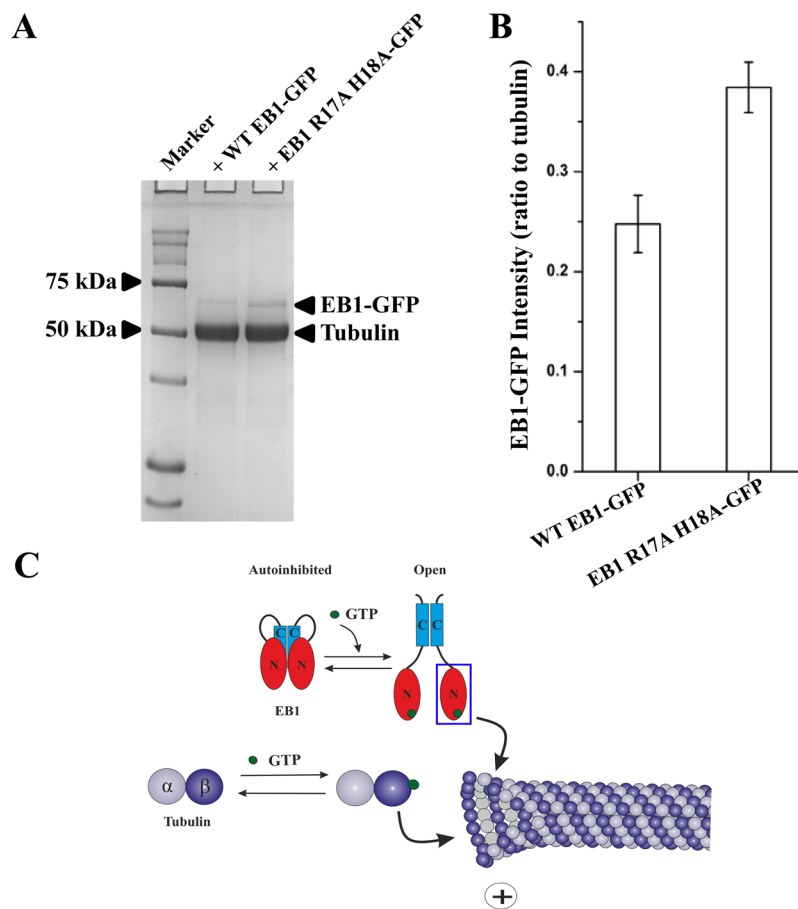 A
Marker
+ WT EB1-GFP
+ EB1 R17A H18A-GFP
75 kDa
50 kDa
EB1-GFP
Tubulin
B
EB1-GFP Intensity (ratio to tubulin)
0.4
0.3
0.2
0.1
0.0
WT EB1-GFP
EB1 R17A H18A-GFP
C
Autoinhibited
Open
GTP
C C
C C
N N
N N
EB1
GTP
α β
Tubulin
+